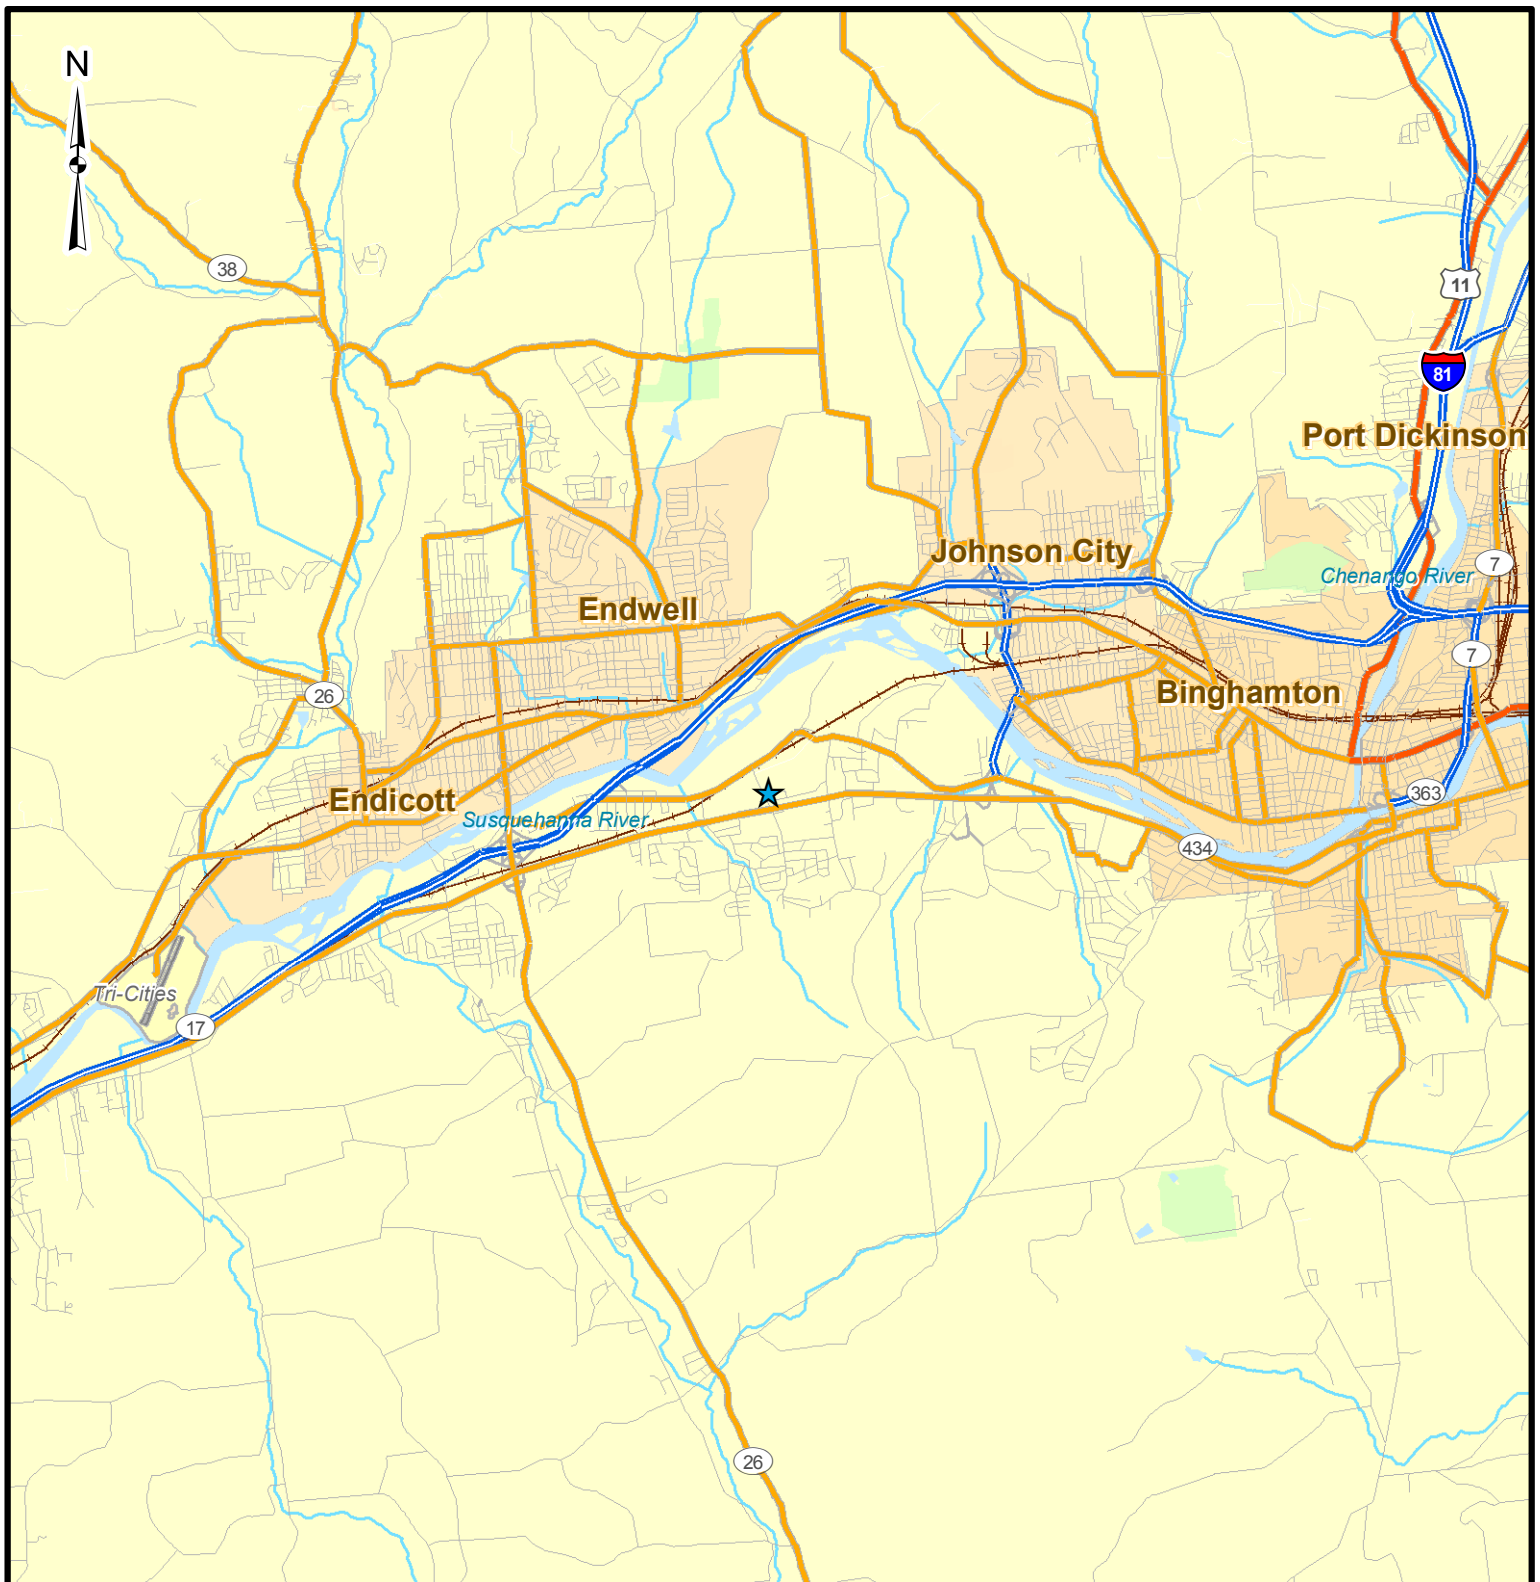 N
38
11
81
Port Dickinson
Johnson City
7
Chenango River
Endwell
7
26
Binghamton
Endicott
363
Susquehanna River
434
Tri-Cities
17
26